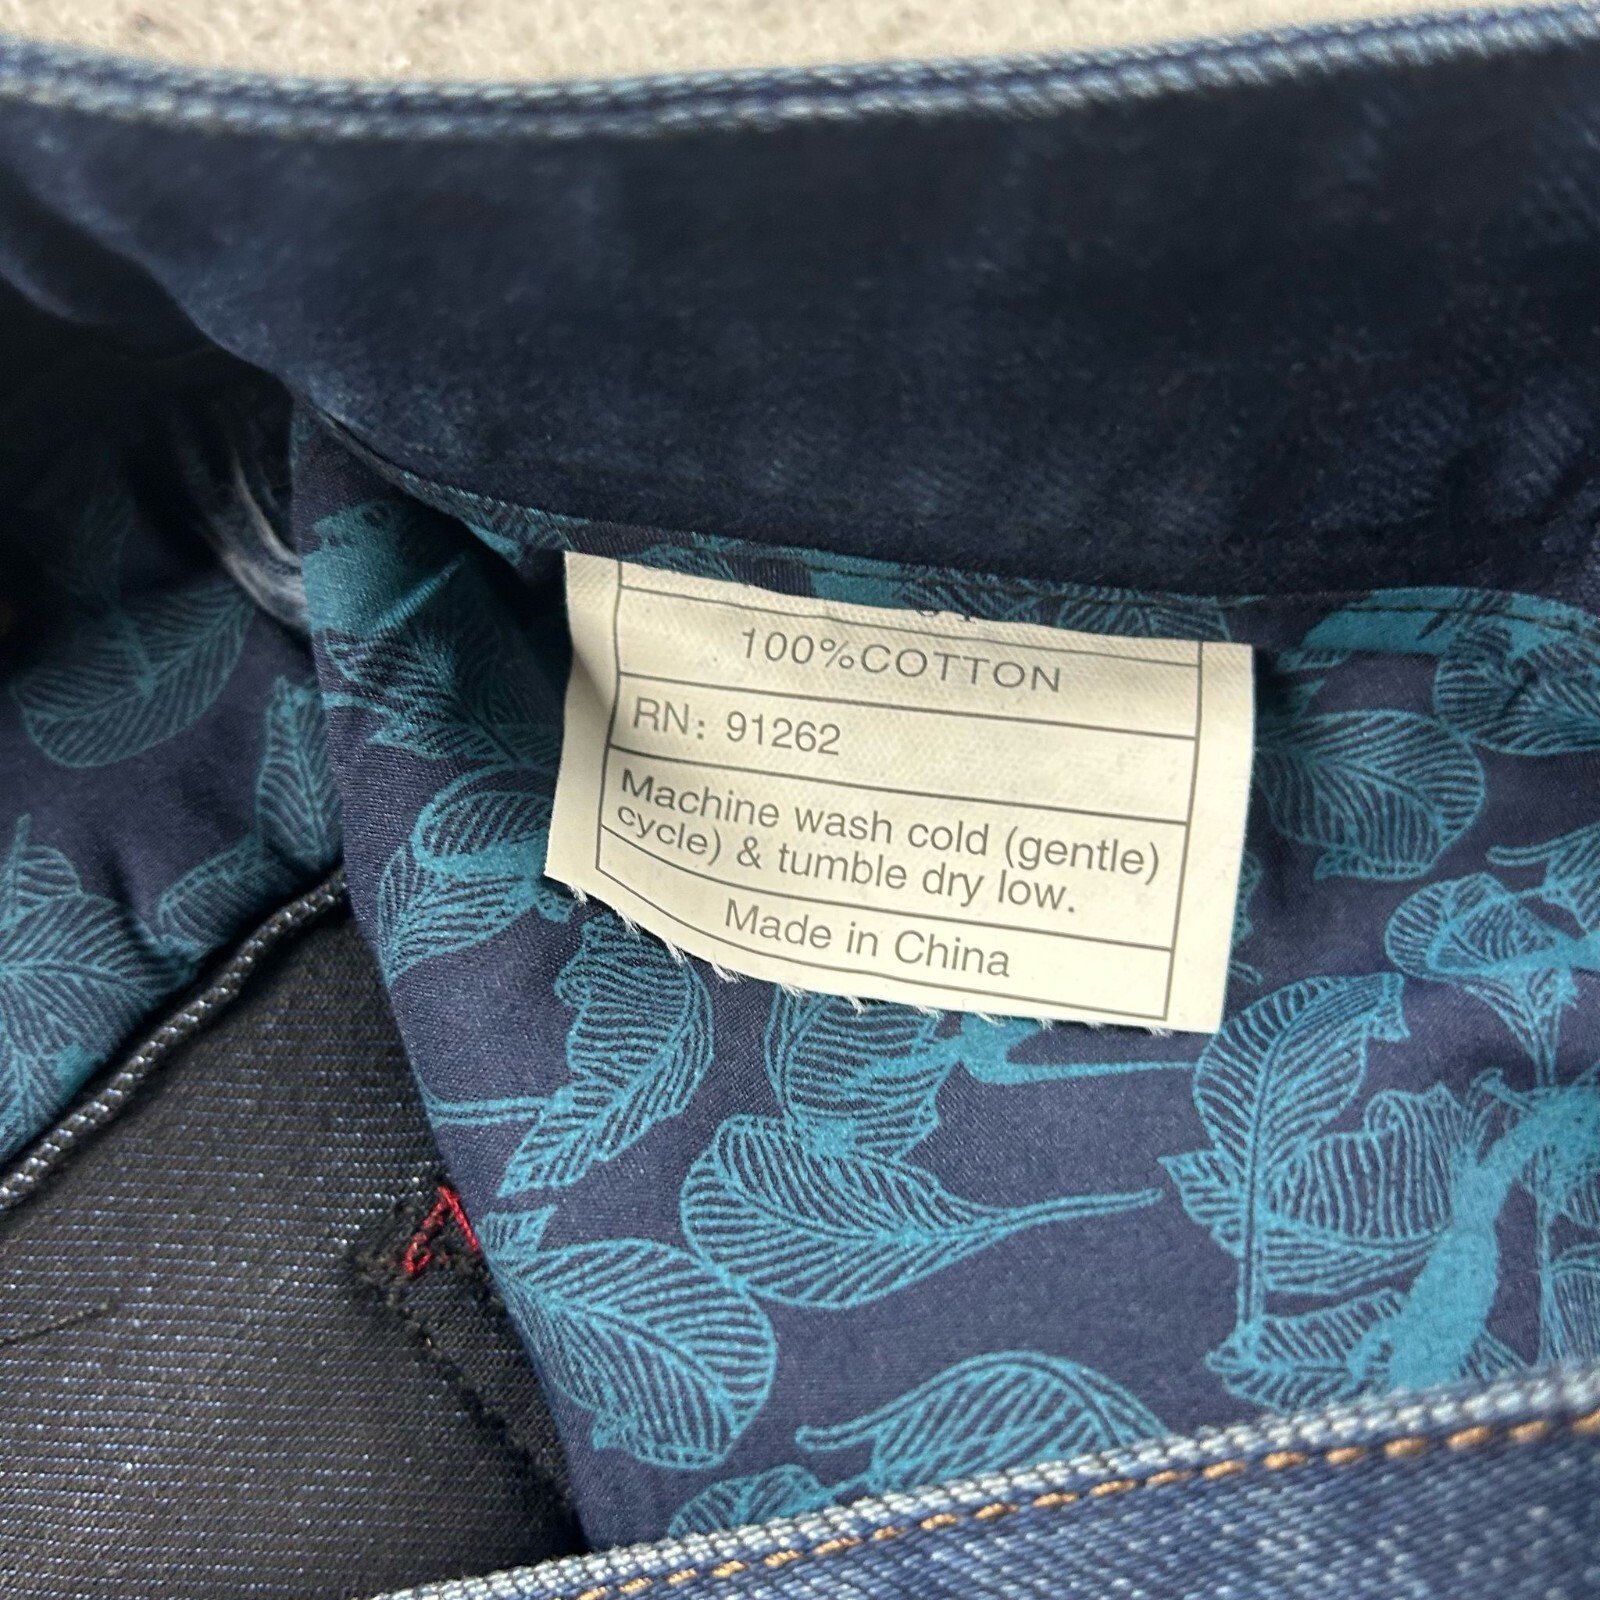 100%COTTON
RN: 91262
Machine wash cold (gentle)
cycle) & tumble dry low.
Made in China